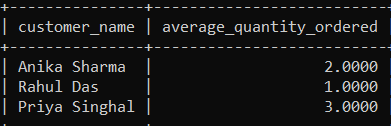 | customer_name | average_quantity_ordered |
| Anika Sharma | 2.0000 |
| Rahul Das | 1.0000 |
| Priya Singhal | 3.0000 |